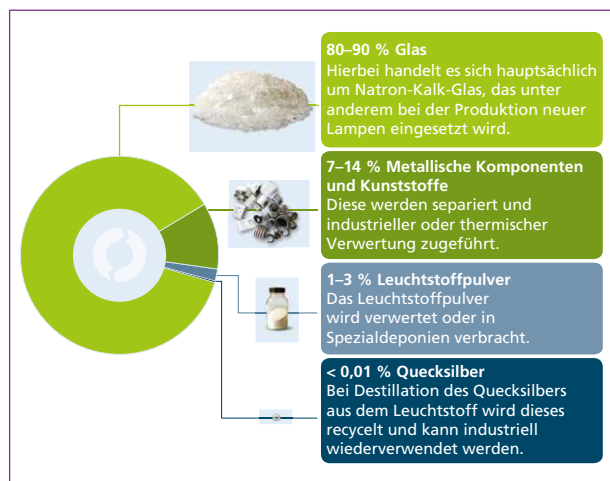 80–90 % Glas
Hierbei handelt es sich hauptsächlich
um Natron-Kalk-Glas, das unter
anderem bei der Produktion neuer
Lampen eingesetzt wird.
7–14 % Metallische Komponenten
und Kunststoffe
Diese werden separiert und
industrieller oder thermischer
Verwertung zugeführt.
1–3 % Leuchtstoffpulver
Das Leuchtstoffpulver
wird verwertet oder in
Spezialdeponien verbracht.
< 0,01 % Quecksilber
Bei Destillation des Quecksilbers
aus dem Leuchtstoff wird dieses
recycelt und kann industriell
wiederverwendet werden.